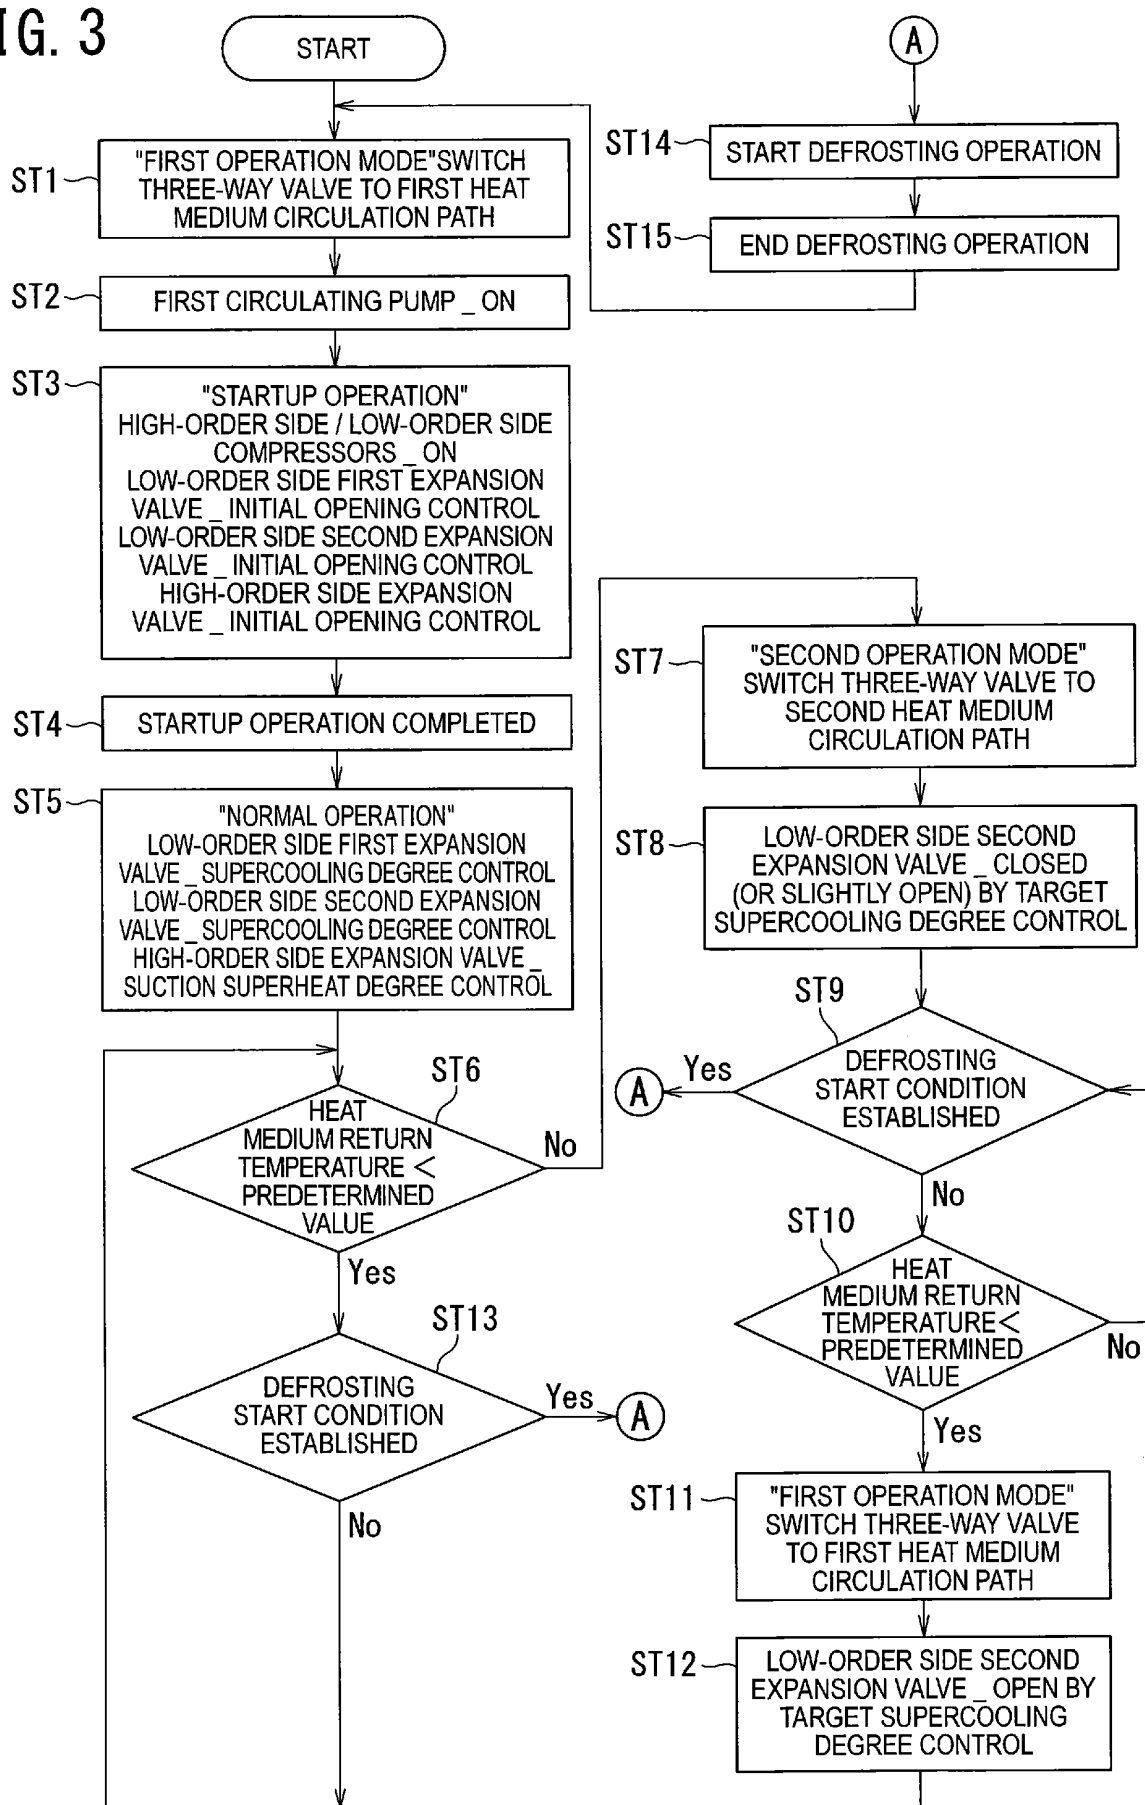 IG. 3
START
ST1
"FIRST OPERATION MODE"SWITCH
THREE-WAY VALVE TO FIRST HEAT
MEDIUM CIRCULATION PATH
ST2
FIRST CIRCULATING PUMP _ ON
ST3
"STARTUP OPERATION"
HIGH-ORDER SIDE / LOW-ORDER SIDE
COMPRESSORS _ ON
LOW-ORDER SIDE FIRST EXPANSION
VALVE _ INITIAL OPENING CONTROL
LOW-ORDER SIDE SECOND EXPANSION
VALVE _ INITIAL OPENING CONTROL
HIGH-ORDER SIDE EXPANSION
VALVE _ INITIAL OPENING CONTROL
ST4
STARTUP OPERATION COMPLETED
ST5
"NORMAL OPERATION"
LOW-ORDER SIDE FIRST EXPANSION
VALVE _ SUPERCOOLING DEGREE CONTROL
LOW-ORDER SIDE SECOND EXPANSION
VALVE _ SUPERCOOLING DEGREE CONTROL
HIGH-ORDER SIDE EXPANSION VALVE _
SUCTION SUPERHEAT DEGREE CONTROL
ST6
HEAT
MEDIUM RETURN
TEMPERATURE <
PREDETERMINED
VALUE
No
Yes
ST13
DEFROSTING
START CONDITION
ESTABLISHED
Yes
A
No
A
ST14
START DEFROSTING OPERATION
ST15
END DEFROSTING OPERATION
ST7
"SECOND OPERATION MODE"
SWITCH THREE-WAY VALVE TO
SECOND HEAT MEDIUM
CIRCULATION PATH
ST8
LOW-ORDER SIDE SECOND
EXPANSION VALVE _ CLOSED
(OR SLIGHTLY OPEN) BY TARGET
SUPERCOOLING DEGREE CONTROL
ST9
DEFROSTING
START CONDITION
ESTABLISHED
Yes
A
No
ST10
HEAT
MEDIUM RETURN
TEMPERATURE <
PREDETERMINED
VALUE
No
Yes
ST11
"FIRST OPERATION MODE"
SWITCH THREE-WAY VALVE
TO FIRST HEAT MEDIUM
CIRCULATION PATH
ST12
LOW-ORDER SIDE SECOND
EXPANSION VALVE _ OPEN BY
TARGET SUPERCOOLING
DEGREE CONTROL